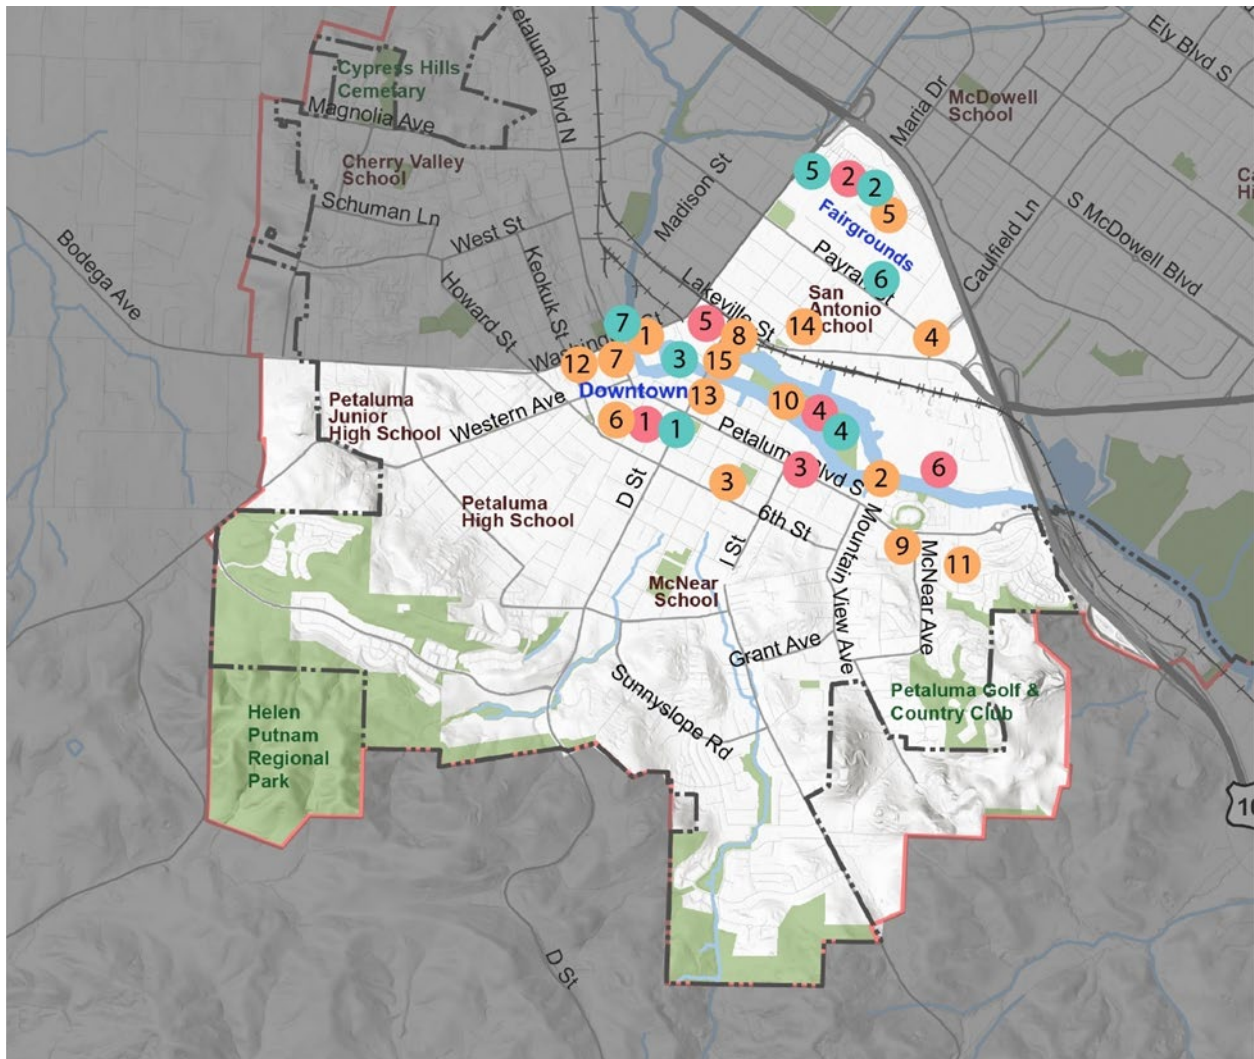 Ely Blvd S
etaluma Blvd N
Cypress Hills
Cemetary
Magnolia Ave
Maria Dr
McDowell
School
Cherry Valley
School
Madison St
5
2
2
5
Fairgrounds
S McDowell Blvd
Schuman Ln
West St
Bodega Ave
Keokuk St
Howard St
Caulfield Ln
Payran St
6
Lakeville St
San
Antonio
School
14
4
7
1
5
8
Washington St
12
7
3
15
Downtown
13
10
4
4
Petaluma
Junior
High School
Western Ave
6
1
1
Petaluma Blvd S
3
3
2
6
D St
Petaluma
High School
6th St
I St
Mountain View Ave
9
McNear Ave
11
McNear
School
Grant Ave
Sunnyslope Rd
Petaluma Golf &
Country Club
Helen
Putnam
Regional
Park
10
D St